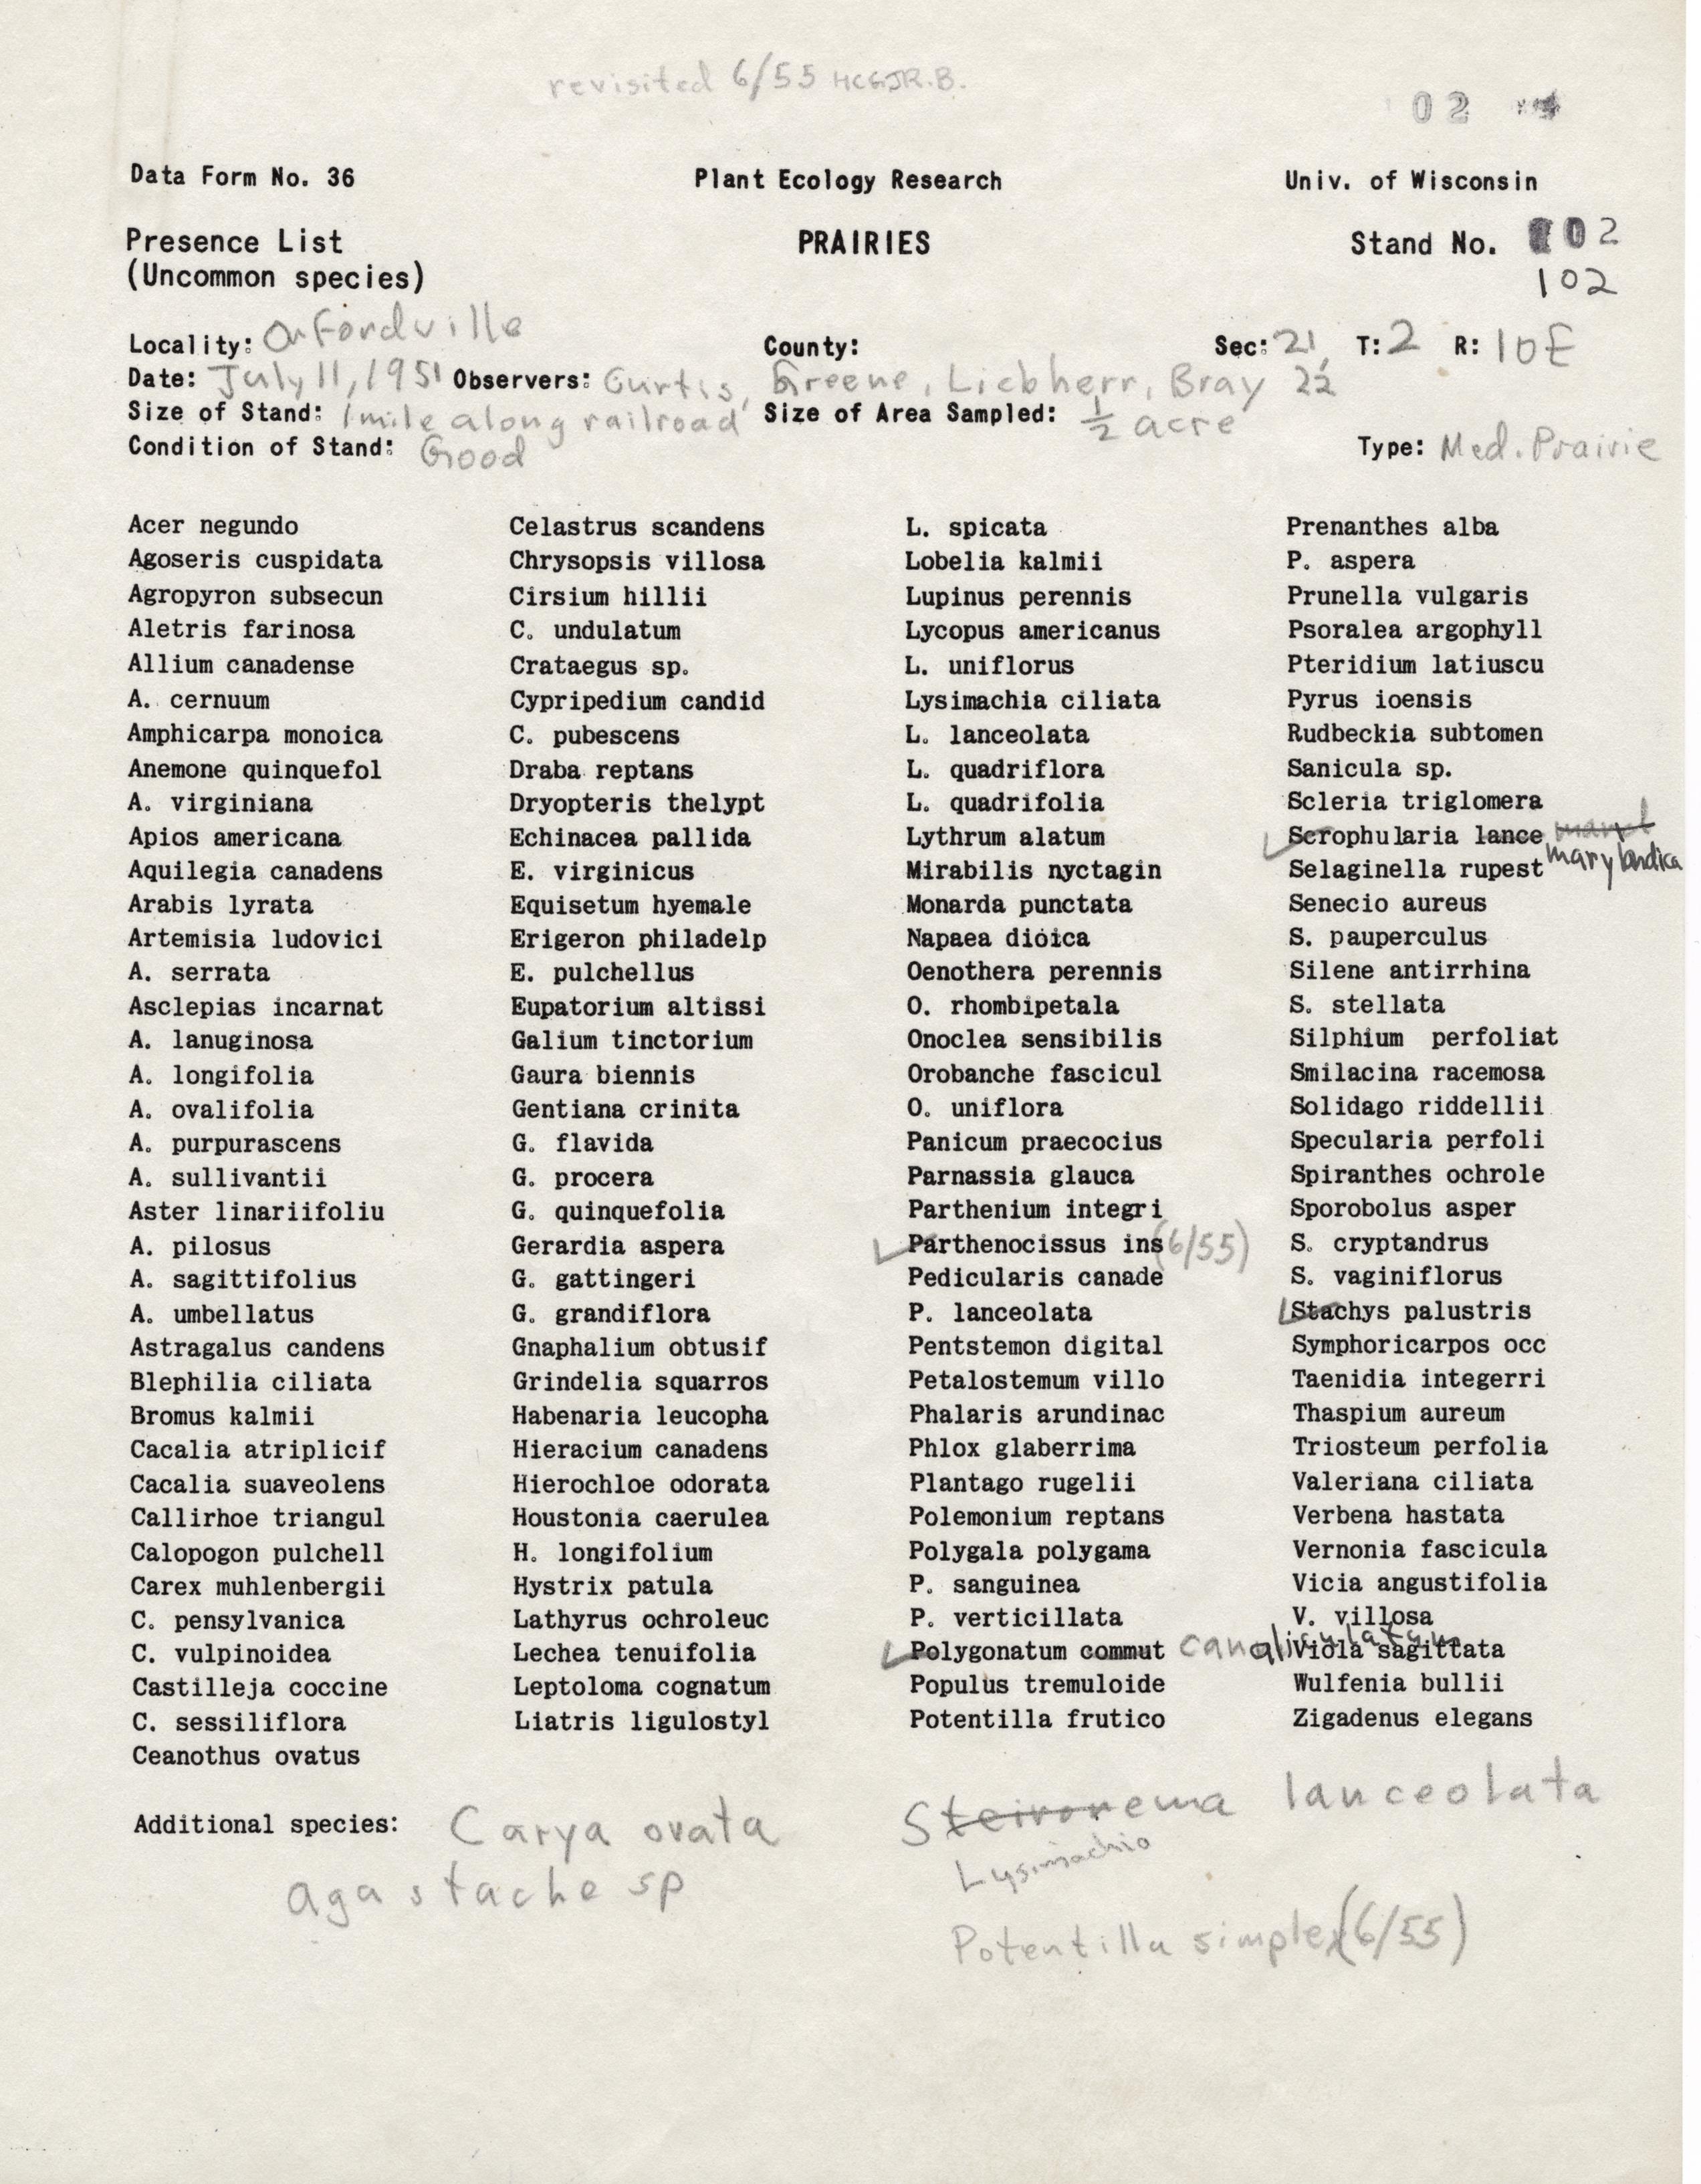 revisited 6/55 HCG JR.B.
02
Data Form No. 36 Plant Ecology Research Univ. of Wisconsin
Presence List PRAIRIES Stand No. 02
(Uncommon species) 102
Locality: Orfordville County: Sec: 21, T: 2 R: 10E
Date: July 11, 1951 Observers: Curtis, Greene, Liebherr, Bray 22
Size of Stand: 1 mile along railroad Size of Area Sampled: 1/2 acre
Condition of Stand: Good Type: Med. Prairie
Acer negundo
Agoseris cuspidata
Agropyron subsecun
Aletris farinosa
Allium canadense
A. cernuum
Amphicarpa monoica
Anemone quinquefol
A. virginiana
Apios americana
Aquilegia canadens
Arabis lyrata
Artemisia ludovici
A. serrata
Asclepias incarnat
A. lanuginosa
A. longifolia
A. ovalifolia
A. purpurascens
A. sullivantii
Aster linariifoliu
A. pilosus
A. sagittifolius
A. umbellatus
Astragalus candens
Blephilia ciliata
Bromus kalmii
Cacalia atriplicif
Cacalia suaveolens
Callirhoe triangul
Calopogon pulchell
Carex muhlenbergii
C. pensylvanica
C. vulpinoidea
Castilleja coccine
C. sessiliflora
Ceanothus ovatus
Celastrus scandens
Chrysopsis villosa
Cirsium hillii
C. undulatum
Crataegus sp.
Cypripedium candid
C. pubescens
Draba reptans
Dryopteris thelypt
Echinacea pallida
E. virginicus
Equisetum hyemale
Erigeron philadelp
E. pulchellus
Eupatorium altissi
Galium tinctorium
Gaura biennis
Gentiana crinita
G. flavida
G. procera
G. quinquefolia
Gerardia aspera
G. gattingeri
G. grandiflora
Gnaphalium obtusif
Grindelia squarros
Habenaria leucopha
Hieracium canadens
Hierochloe odorata
Houstonia caerulea
H. longifolium
Hystrix patula
Lathyrus ochroleuc
Lechea tenuifolia
Leptoloma cognatum
Liatris ligulostyl
L. spicata
Lobelia kalmii
Lupinus perennis
Lycopus americanus
L. uniflorus
Lysimachia ciliata
L. lanceolata
L. quadriflora
L. quadrifolia
Lythrum alatum
Mirabilis nyctagin
Monarda punctata
Napaea dioica
Oenothera perennis
O. rhombipetala
Onoclea sensibilis
Orobanche fascicul
O. uniflora
Panicum praecocius
Parnassia glauca
Parthenium integri
✓ Parthenocissus ins (6/55)
Pedicularis canade
P. lanceolata
Pentstemon digital
Petalostemum villo
Phalaris arundinac
Phlox glaberrima
Plantago rugelii
Polemonium reptans
Polygala polygama
P. sanguinea
P. verticillata
✓ Polygonatum commut canaliculatum
Populus tremuloide
Potentilla frutico
Prenanthes alba
P. aspera
Prunella vulgaris
Psoralea argophyll
Pteridium latiuscu
Pyrus ioensis
Rudbeckia subtomen
Sanicula sp.
Scleria triglomera
✓ Scrophularia lance
marylandica
Selaginella rupest
Senecio aureus
S. pauperculus
Silene antirrhina
S. stellata
Silphium perfoliat
Smilacina racemosa
Solidago riddellii
Specularia perfoli
Spiranthes ochrole
Sporobolus asper
S. cryptandrus
S. vaginiflorus
✓ Stachys palustris
Symphoricarpos occ
Taenidia integerri
Thaspium aureum
Triosteum perfolia
Valeriana ciliata
Verbena hastata
Vernonia fascicula
Vicia angustifolia
V. villosa
Viola sagittata
Wulfenia bullii
Zigadenus elegans
Additional species: Carya ovata Steironema lanceolata
Lysimachia
agastache sp
Potentilla simplex (6/55)